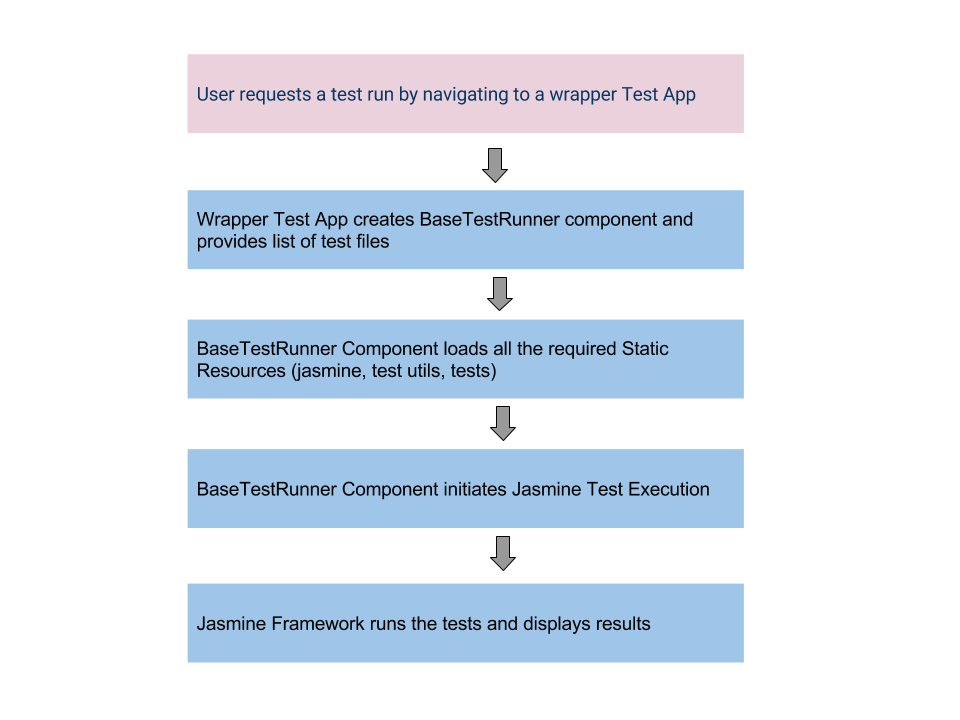 User requests a test run by navigating to a wrapper Test App
Wrapper Test App creates BaseTestRunner component and
provides list of test files
BaseTestRunner Component loads all the required Static
Resources (jasmine, test utils, tests)
BaseTestRunner Component initiates Jasmine Test Execution
Jasmine Framework runs the tests and displays results